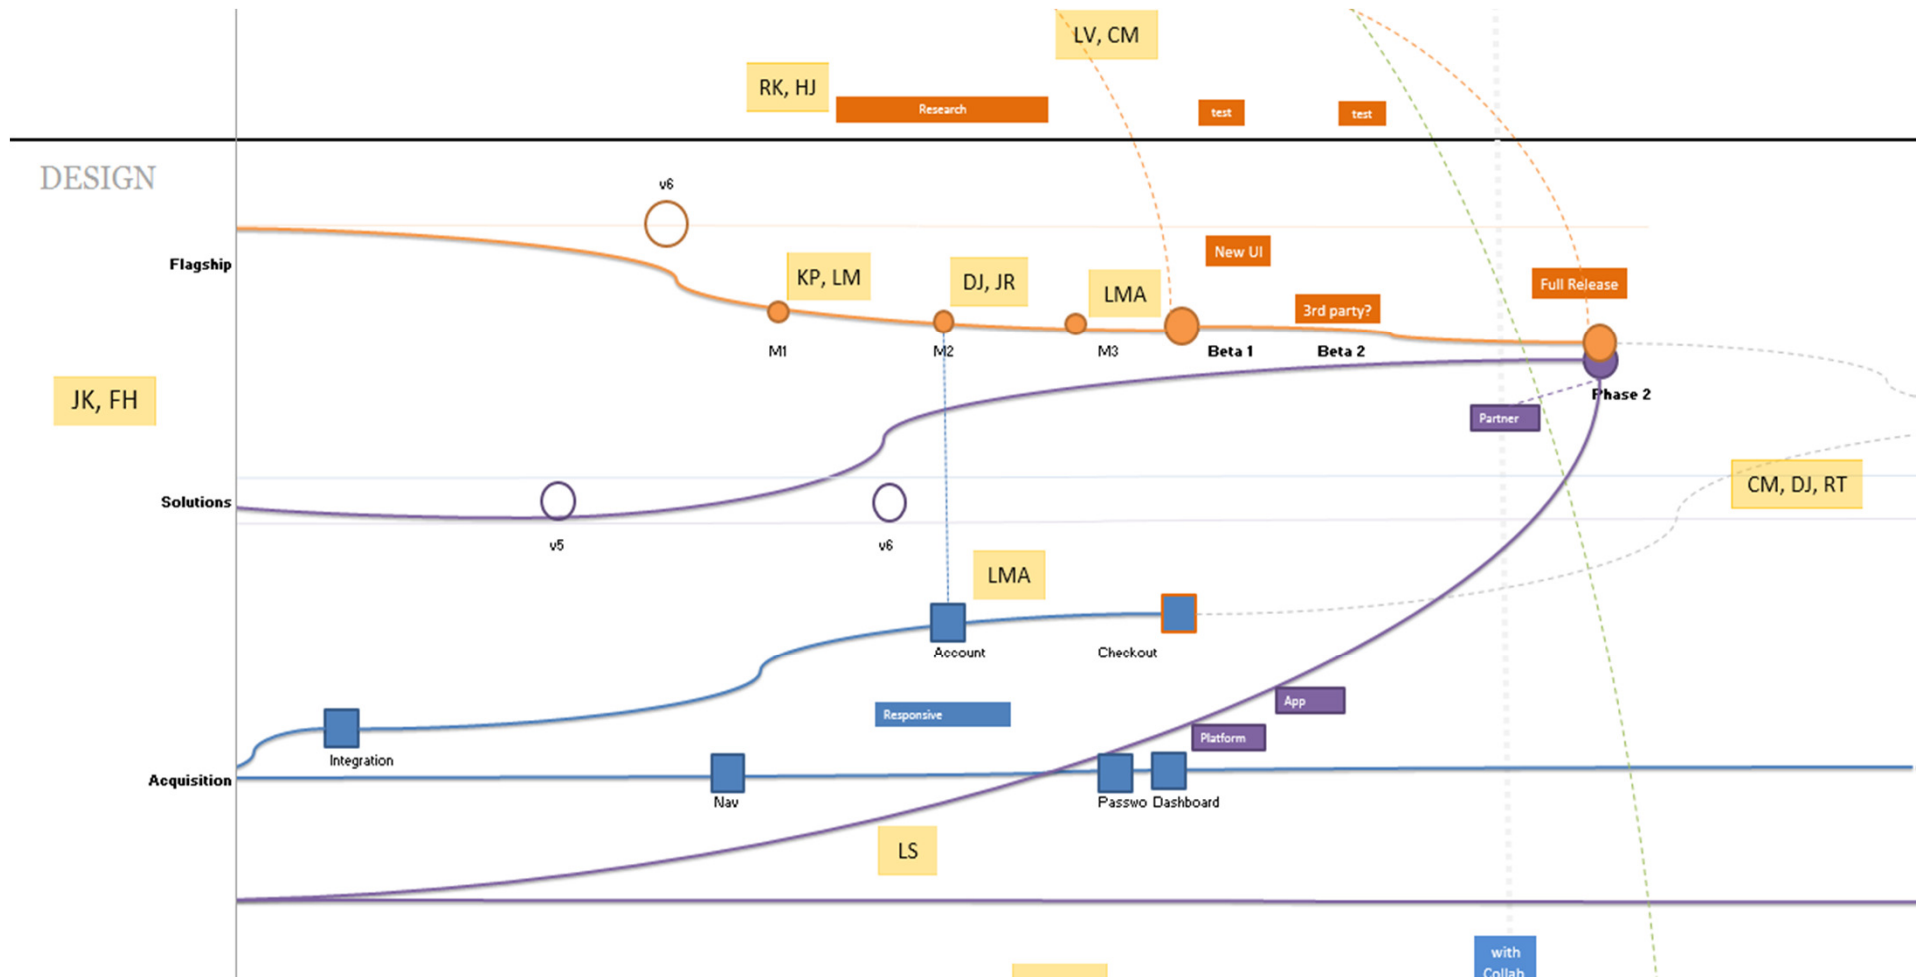 LV, CM
RK, HJ
Research
test
test
DESIGN
v6
Flagship
New UI
KP, LM
DJ, JR
LMA
Full Release
3rd party?
M1
M2
M3
Beta 1
Beta 2
JK, FH
Phase 2
Partner
Solutions
CM, DJ, RT
v5
v6
LMA
Account
Checkout
App
Responsive
Platform
Integration
Acquisition
Nav
Passwo
Dashboard
LS
with
Collab